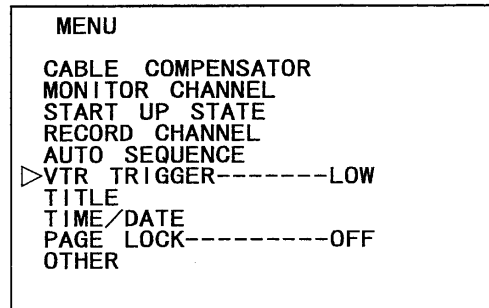 MENU
CABLE COMPENSATOR
MONITOR CHANNEL
START UP STATE
RECORD CHANNEL
AUTO SEQUENCE
▷VTR TRIGGER-------LOW
TITLE
TIME/DATE
PAGE LOCK---------OFF
OTHER